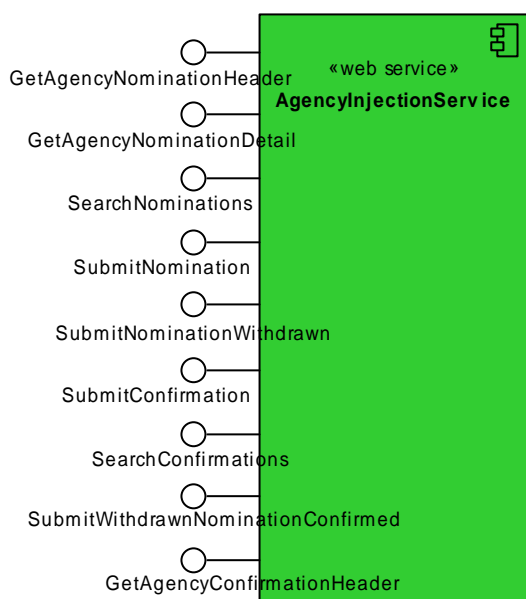 «web service»
AgencyInjectionService
GetAgencyNominationHeader
GetAgencyNominationDetail
SearchNominations
SubmitNomination
SubmitNominationWithdrawn
SubmitConfirmation
SearchConfirmations
SubmitWithdrawnNominationConfirmed
GetAgencyConfirmationHeader